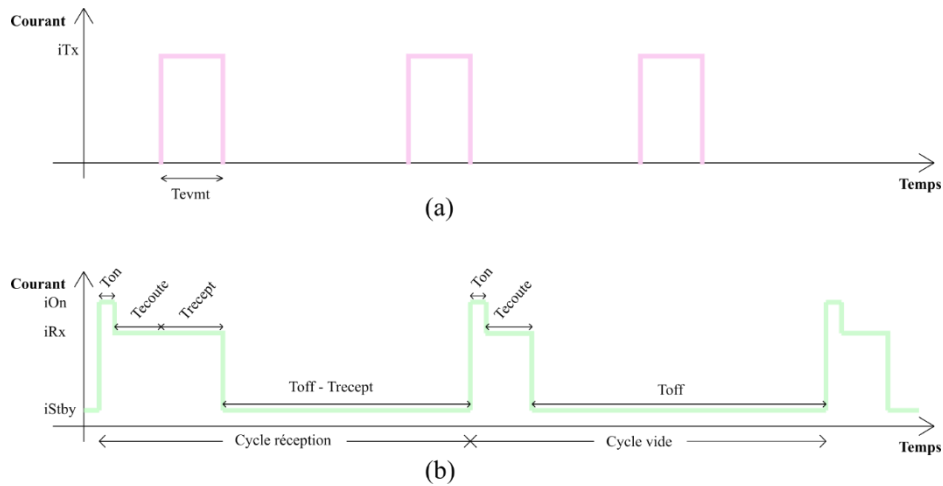 Courant
iTx
Tevmt
Temps
(a)
Courant
Ton
Tecoute
Trecept
Ton
Tecoute
iOn
iRx
Toff - Trecept
Toff
iStby
Cycle réception
Cycle vide
Temps
(b)